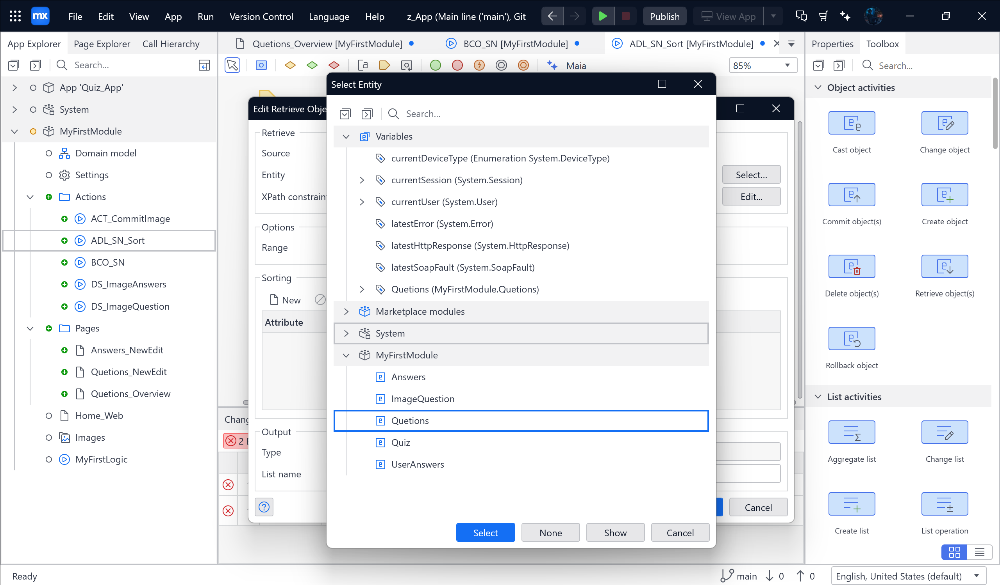 mx File Edit View App Run Version Control Language Help z_App (Main line ('main'), Git Publish View App
App Explorer Page Explorer Call Hierarchy
Search...
App 'Quiz_App'
System
MyFirstModule
Domain model
Settings
Actions
ACT_CommitImage
ADL_SN_Sort
BCO_SN
DS_ImageAnswers
DS_ImageQuestion
Pages
Answers_NewEdit
Quetions_NewEdit
Quetions_Overview
Home_Web
Images
MyFirstLogic
Quetions_Overview [MyFirstModule] BCO_SN [MyFirstModule] ADL_SN_Sort [MyFirstModule]
Maia 85%
Edit Retrieve Obje
Retrieve
Source
Entity Select...
XPath constrain Edit...
Options
Range
Sorting
New
Attribute
Output
Type
List name
Cancel
Chang
2
Select Entity
Search...
Variables
currentDeviceType (Enumeration System.DeviceType)
currentSession (System.Session)
currentUser (System.User)
latestError (System.Error)
latestHttpResponse (System.HttpResponse)
latestSoapFault (System.SoapFault)
Quetions (MyFirstModule.Quetions)
Marketplace modules
System
MyFirstModule
Answers
ImageQuestion
Quetions
Quiz
UserAnswers
Select None Show Cancel
Properties Toolbox
Search...
Object activities
Cast object Change object
Commit object(s) Create object
Delete object(s) Retrieve object(s)
Rollback object
List activities
Aggregate list Change list
Create list List operation
Ready main 0 0 English, United States (default)